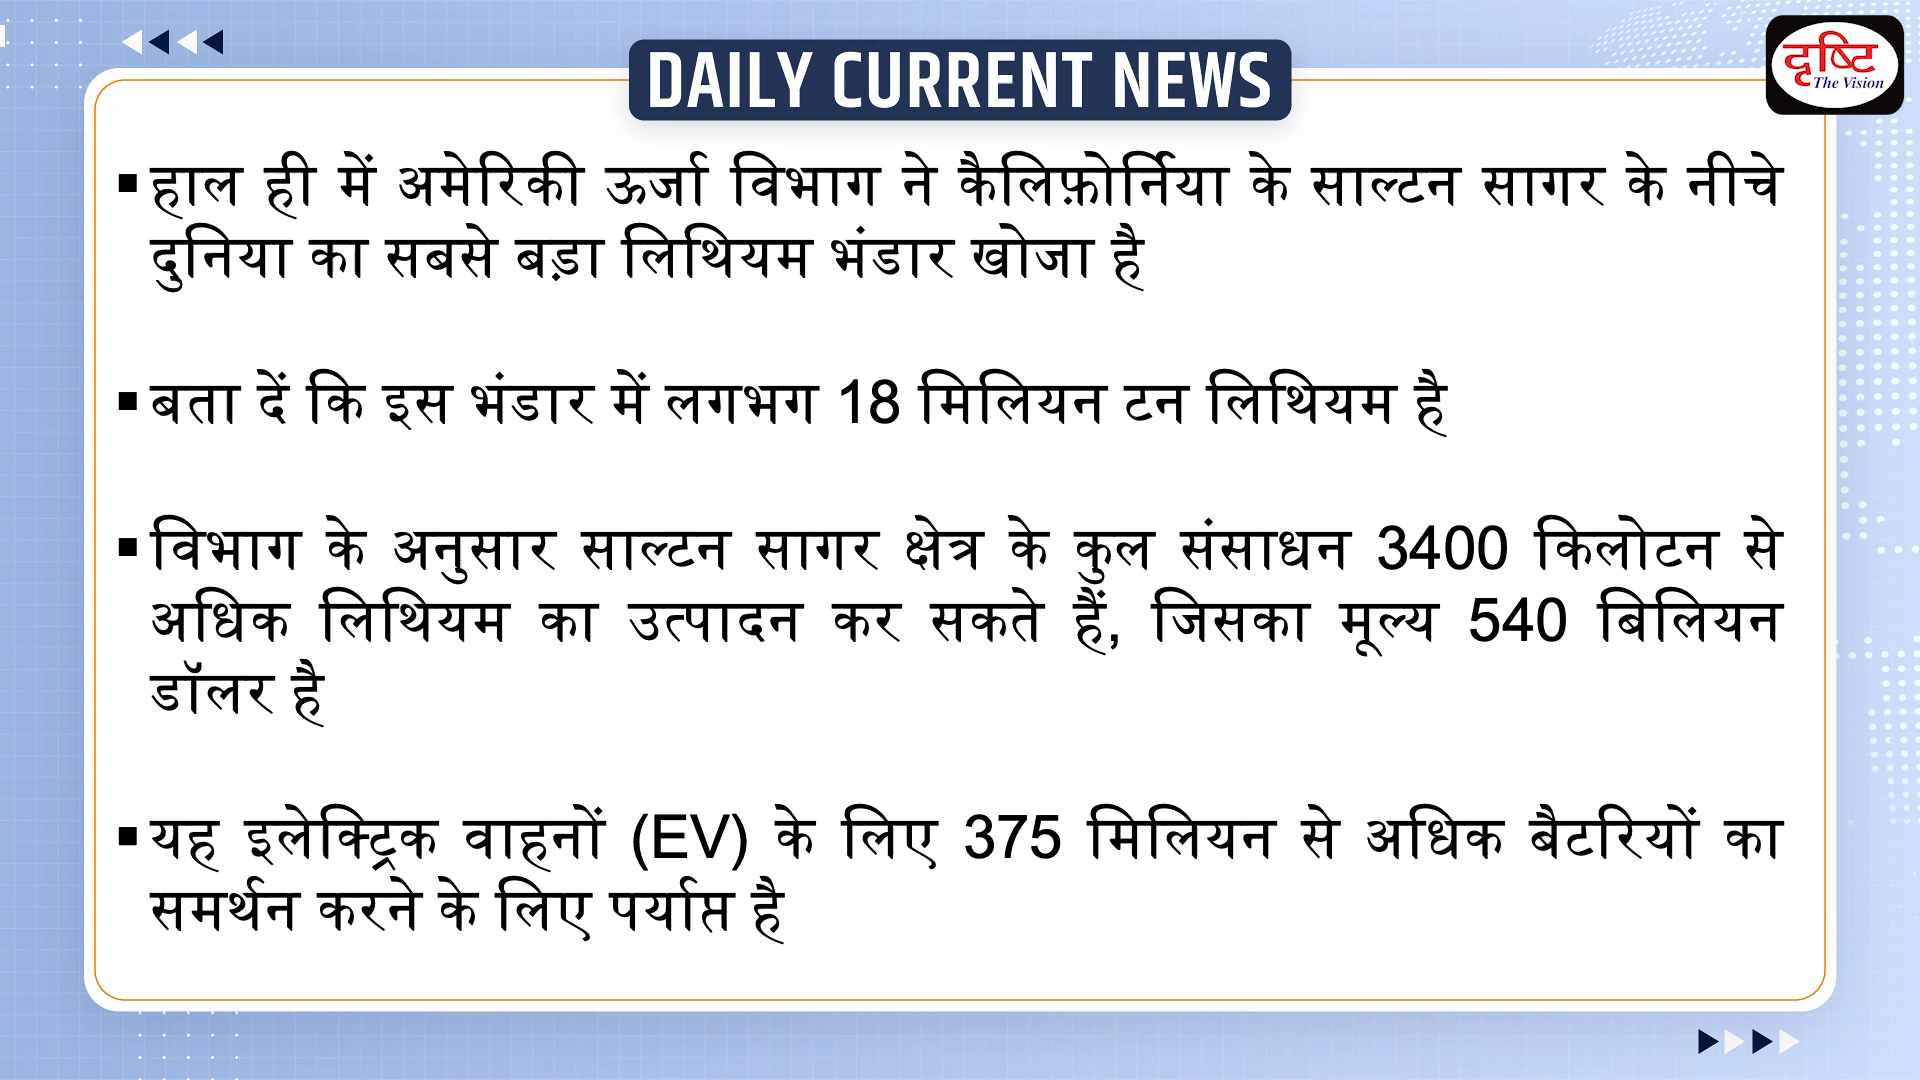 DAILY CURRENT NEWS
दृष्टि
The Vision
▪ हाल ही में अमेरिकी ऊर्जा विभाग ने कैलिफ़ोर्निया के साल्टन सागर के नीचे
दुनिया का सबसे बड़ा लिथियम भंडार खोजा है
▪ बता दें कि इस भंडार में लगभग 18 मिलियन टन लिथियम है
▪ विभाग के अनुसार साल्टन सागर क्षेत्र के कुल संसाधन 3400 किलोटन से
अधिक लिथियम का उत्पादन कर सकते हैं, जिसका मूल्य 540 बिलियन
डॉलर है
▪ यह इलेक्ट्रिक वाहनों (EV) के लिए 375 मिलियन से अधिक बैटरियों का
समर्थन करने के लिए पर्याप्त है